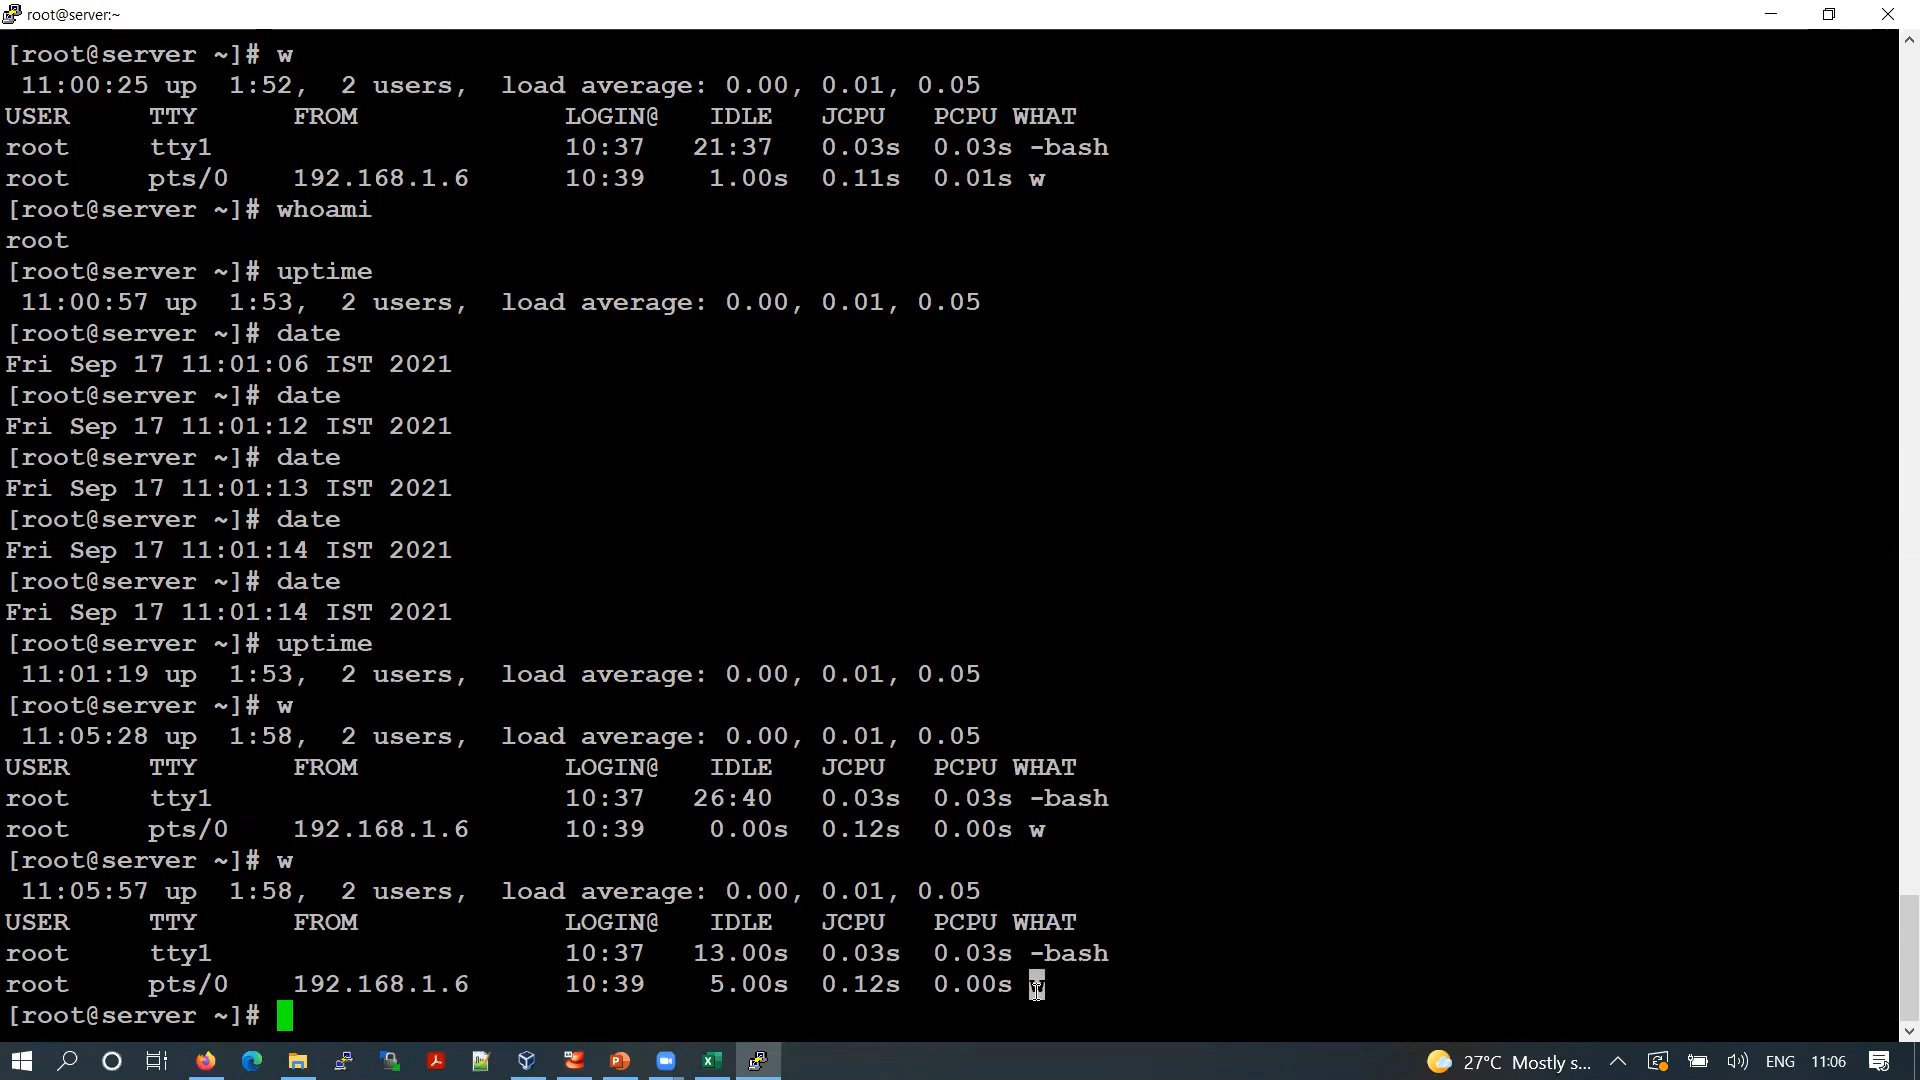 root@server:~
[root@server ~]# w
 11:00:25 up  1:52,  2 users,  load average: 0.00, 0.01, 0.05
USER     TTY      FROM             LOGIN@   IDLE   JCPU   PCPU WHAT
root     tty1                      10:37   21:37   0.03s  0.03s -bash
root     pts/0    192.168.1.6      10:39    1.00s  0.11s  0.01s w
[root@server ~]# whoami
root
[root@server ~]# uptime
 11:00:57 up  1:53,  2 users,  load average: 0.00, 0.01, 0.05
[root@server ~]# date
Fri Sep 17 11:01:06 IST 2021
[root@server ~]# date
Fri Sep 17 11:01:12 IST 2021
[root@server ~]# date
Fri Sep 17 11:01:13 IST 2021
[root@server ~]# date
Fri Sep 17 11:01:14 IST 2021
[root@server ~]# date
Fri Sep 17 11:01:14 IST 2021
[root@server ~]# uptime
 11:01:19 up  1:53,  2 users,  load average: 0.00, 0.01, 0.05
[root@server ~]# w
 11:05:28 up  1:58,  2 users,  load average: 0.00, 0.01, 0.05
USER     TTY      FROM             LOGIN@   IDLE   JCPU   PCPU WHAT
root     tty1                      10:37   26:40   0.03s  0.03s -bash
root     pts/0    192.168.1.6      10:39    0.00s  0.12s  0.00s w
[root@server ~]# w
 11:05:57 up  1:58,  2 users,  load average: 0.00, 0.01, 0.05
USER     TTY      FROM             LOGIN@   IDLE   JCPU   PCPU WHAT
root     tty1                      10:37   13.00s  0.03s  0.03s -bash
root     pts/0    192.168.1.6      10:39    5.00s  0.12s  0.00s
[root@server ~]#
27°C Mostly s... ENG 11:06